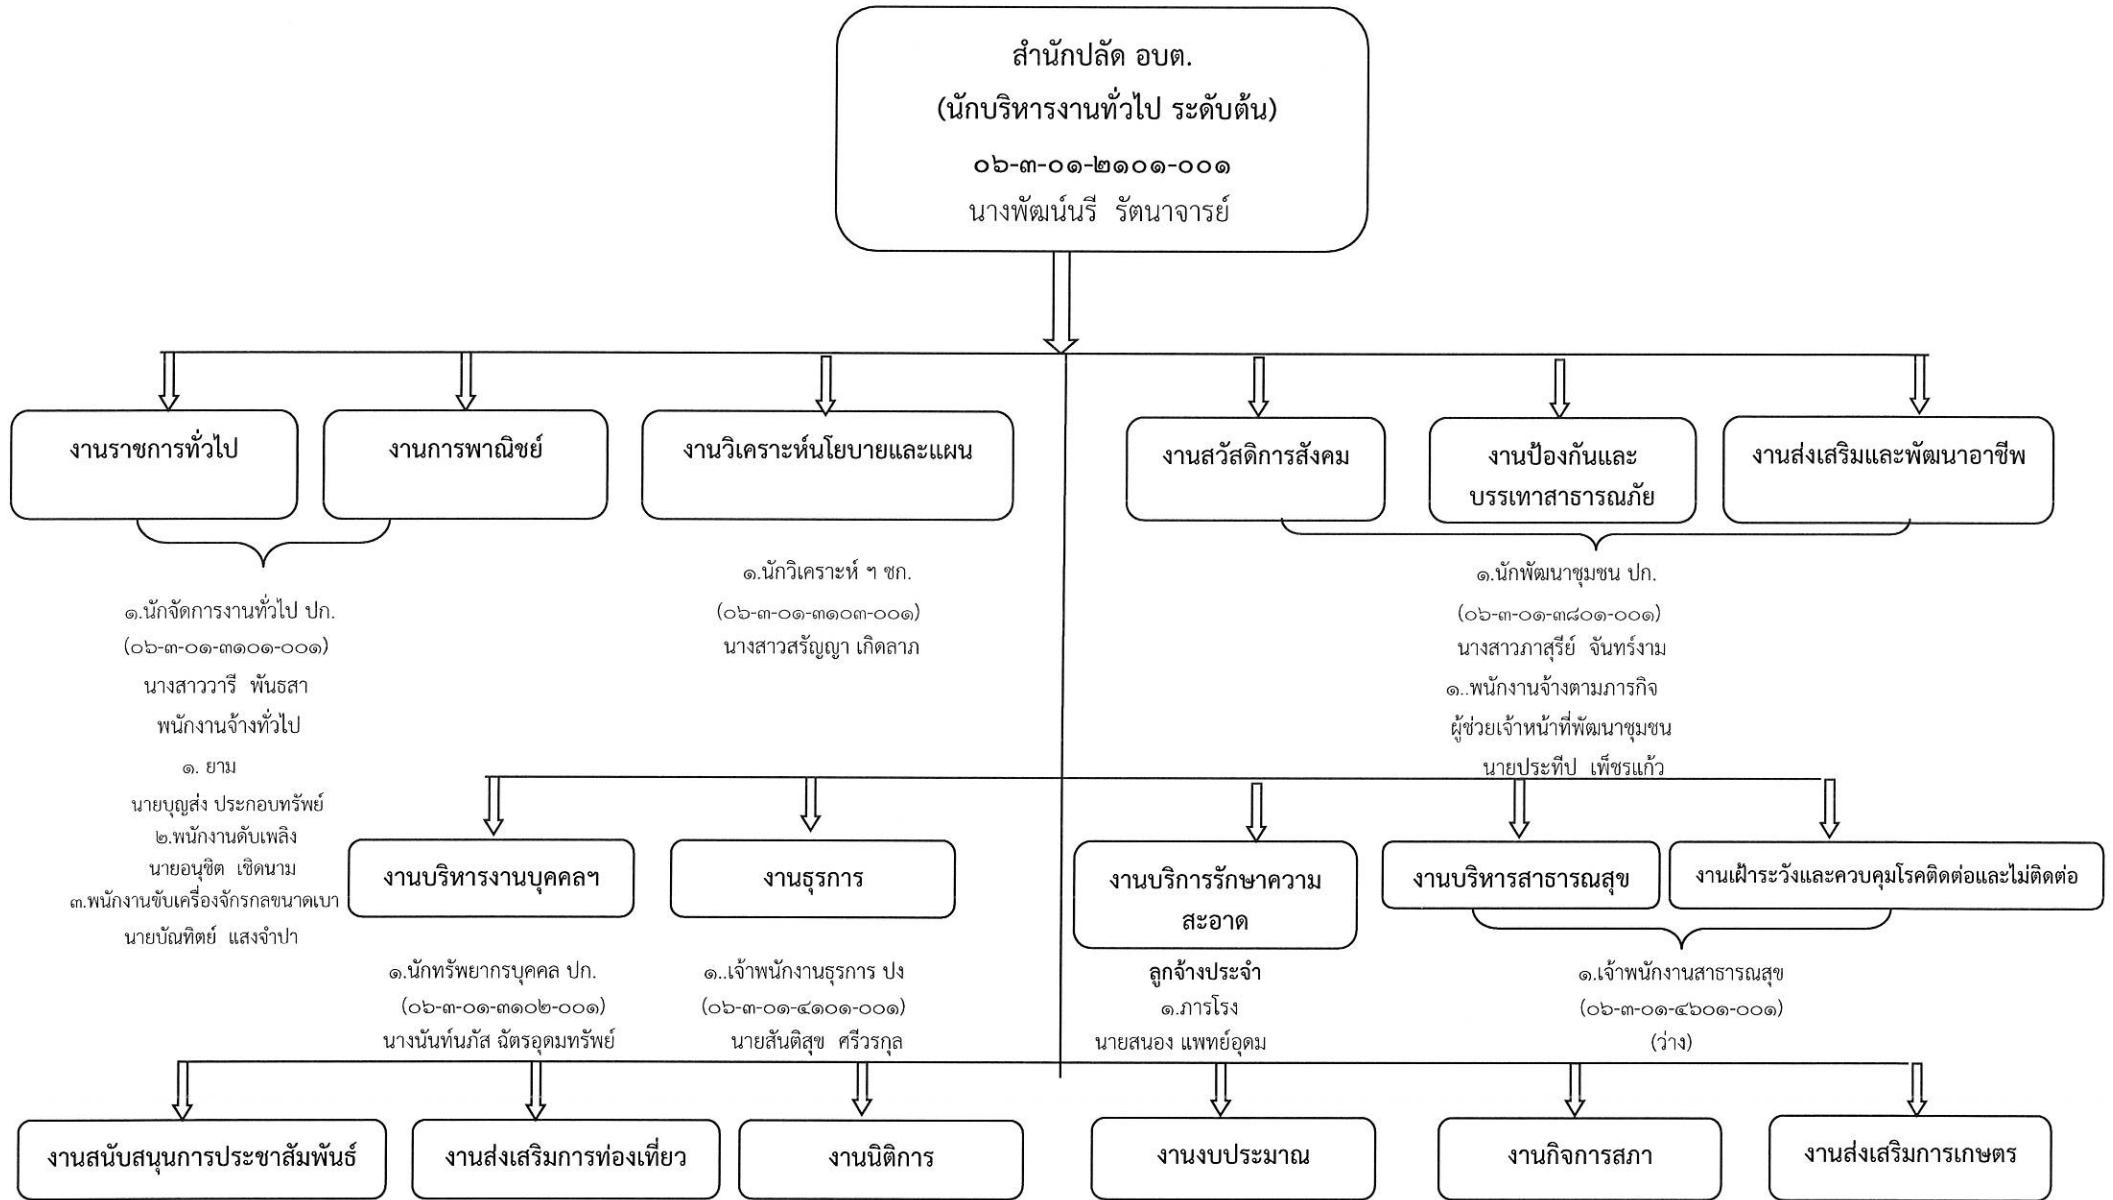 สำนักปลัด อบต.
(นักบริหารงานทั่วไป ระดับต้น)
๐๖-๓-๐๑-๒๑๐๑-๐๐๑
นางพัฒน์นรี รัตนาจารย์
งานราชการทั่วไป
งานการพาณิชย์
งานวิเคราะห์นโยบายและแผน
งานสวัสดิการสังคม
งานป้องกันและ
บรรเทาสาธารณภัย
งานส่งเสริมและพัฒนาอาชีพ
๑.นักจัดการงานทั่วไป ปก.
(๐๖-๓-๐๑-๓๑๐๑-๐๐๑)
นางสาววารี พันธสา
พนักงานจ้างทั่วไป
๑. ยาม
นายบุญส่ง ประกอบทรัพย์
๒.พนักงานดับเพลิง
นายอนุชิต เชิดนาม
๓.พนักงานขับเครื่องจักรกลขนาดเบา
นายบัณฑิตย์ แสงจำปา
๑.นักวิเคราะห์ ฯ ชก.
(๐๖-๓-๐๑-๓๑๐๓-๐๐๑)
นางสาวสรัญญา เกิดลาภ
๑.นักพัฒนาชุมชน ปก.
(๐๖-๓-๐๑-๓๘๐๑-๐๐๑)
นางสาวภาสุรีย์ จันทร์งาม
๑..พนักงานจ้างตามภารกิจ
ผู้ช่วยเจ้าหน้าที่พัฒนาชุมชน
นายประทีป เพ็ชรแก้ว
งานบริหารงานบุคคลฯ
งานธุรการ
งานบริการรักษาความ
สะอาด
งานบริหารสาธารณสุข
งานเฝ้าระวังและควบคุมโรคติดต่อและไม่ติดต่อ
๑.นักทรัพยากรบุคคล ปก.
(๐๖-๓-๐๑-๓๑๐๒-๐๐๑)
นางนันท์นภัส ฉัตรอุดมทรัพย์
๑..เจ้าพนักงานธุรการ ปง
(๐๖-๓-๐๑-๔๑๐๑-๐๐๑)
นายสันติสุข ศรีวรกุล
ลูกจ้างประจำ
๑.ภารโรง
นายสนอง แพทย์อุดม
๑.เจ้าพนักงานสาธารณสุข
(๐๖-๓-๐๑-๔๖๐๑-๐๐๑)
(ว่าง)
งานสนับสนุนการประชาสัมพันธ์
งานส่งเสริมการท่องเที่ยว
งานนิติการ
งานงบประมาณ
งานกิจการสภา
งานส่งเสริมการเกษตร